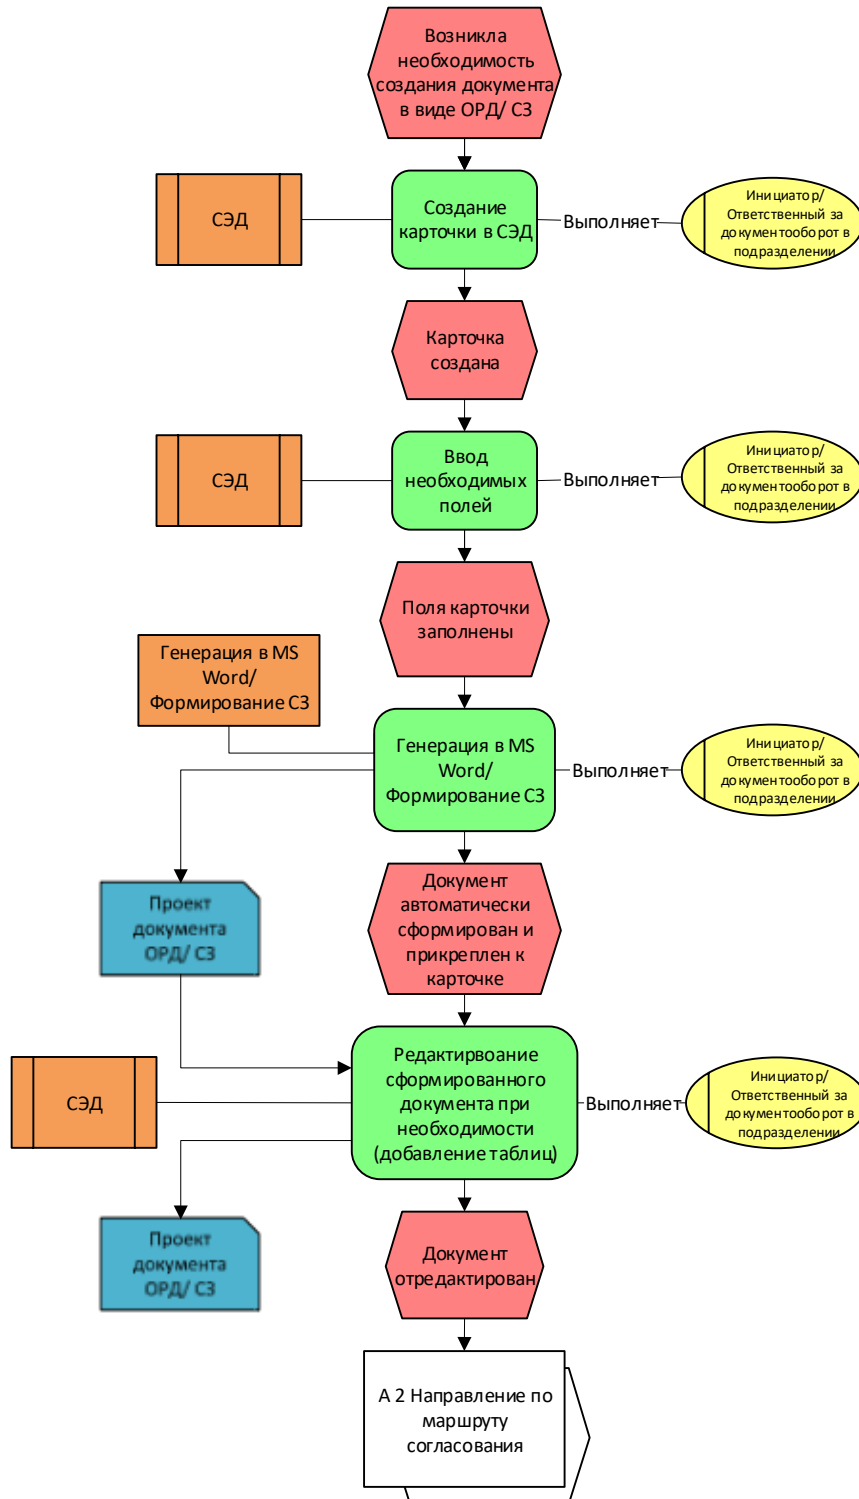 Возникла
необходимость
создания документа
в виде ОРД/ СЗ
СЭД
Создание
карточки в СЭД
Выполняет
Инициатор/
Ответственный за
документооборот в
подразделении
Карточка
создана
СЭД
Ввод
необходимых
полей
Выполняет
Инициатор/
Ответственный за
документооборот в
подразделении
Поля карточки
заполнены
Генерация в MS
Word/
Формирование СЗ
Генерация в MS
Word/
Формирование СЗ
Выполняет
Инициатор/
Ответственный за
документооборот в
подразделении
Проект
документа
ОРД/ СЗ
Документ
автоматически
сформирован и
прикреплен к
карточке
СЭД
Редактирвоание
сформированного
документа при
необходимости
(добавление таблиц)
Выполняет
Инициатор/
Ответственный за
документооборот в
подразделении
Проект
документа
ОРД/ СЗ
Документ
отредактирован
А 2 Направление по
маршруту
согласования